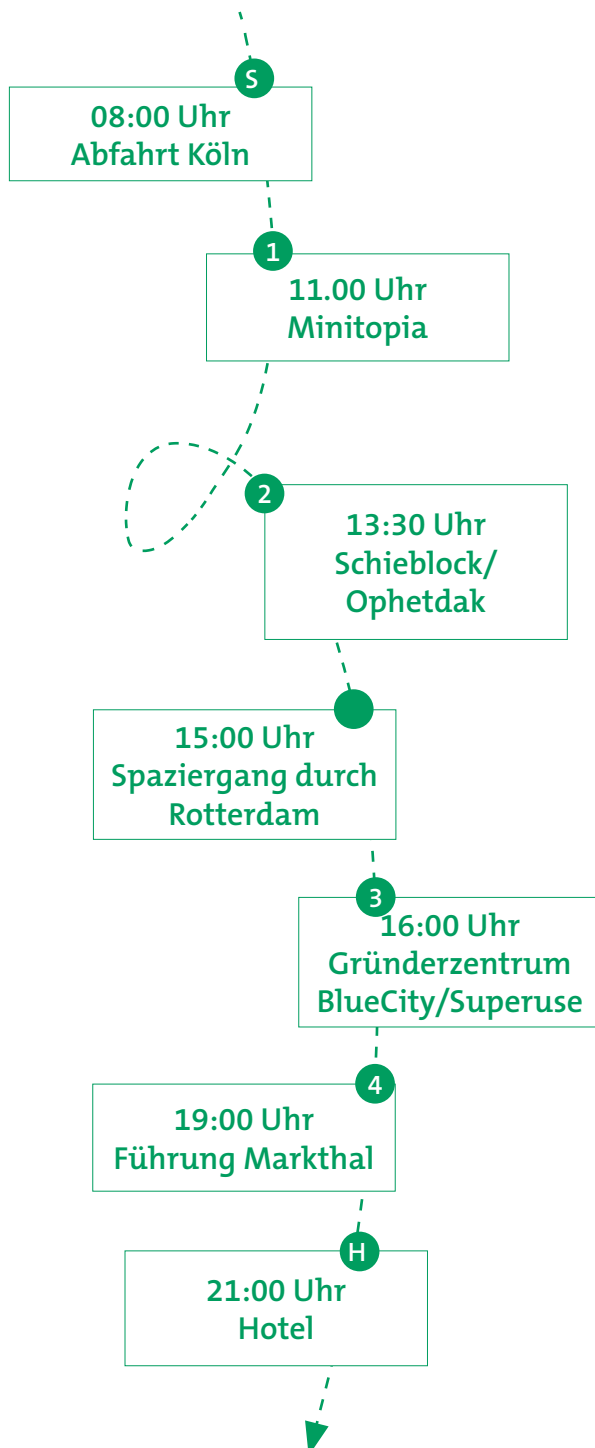 S
08:00 Uhr
Abfahrt Köln
1
11.00 Uhr
Minitopia
2
13:30 Uhr
Schieblock/
Ophetdak
15:00 Uhr
Spaziergang durch
Rotterdam
3
16:00 Uhr
Gründerzentrum
BlueCity/Superuse
4
19:00 Uhr
Führung Markthal
H
21:00 Uhr
Hotel